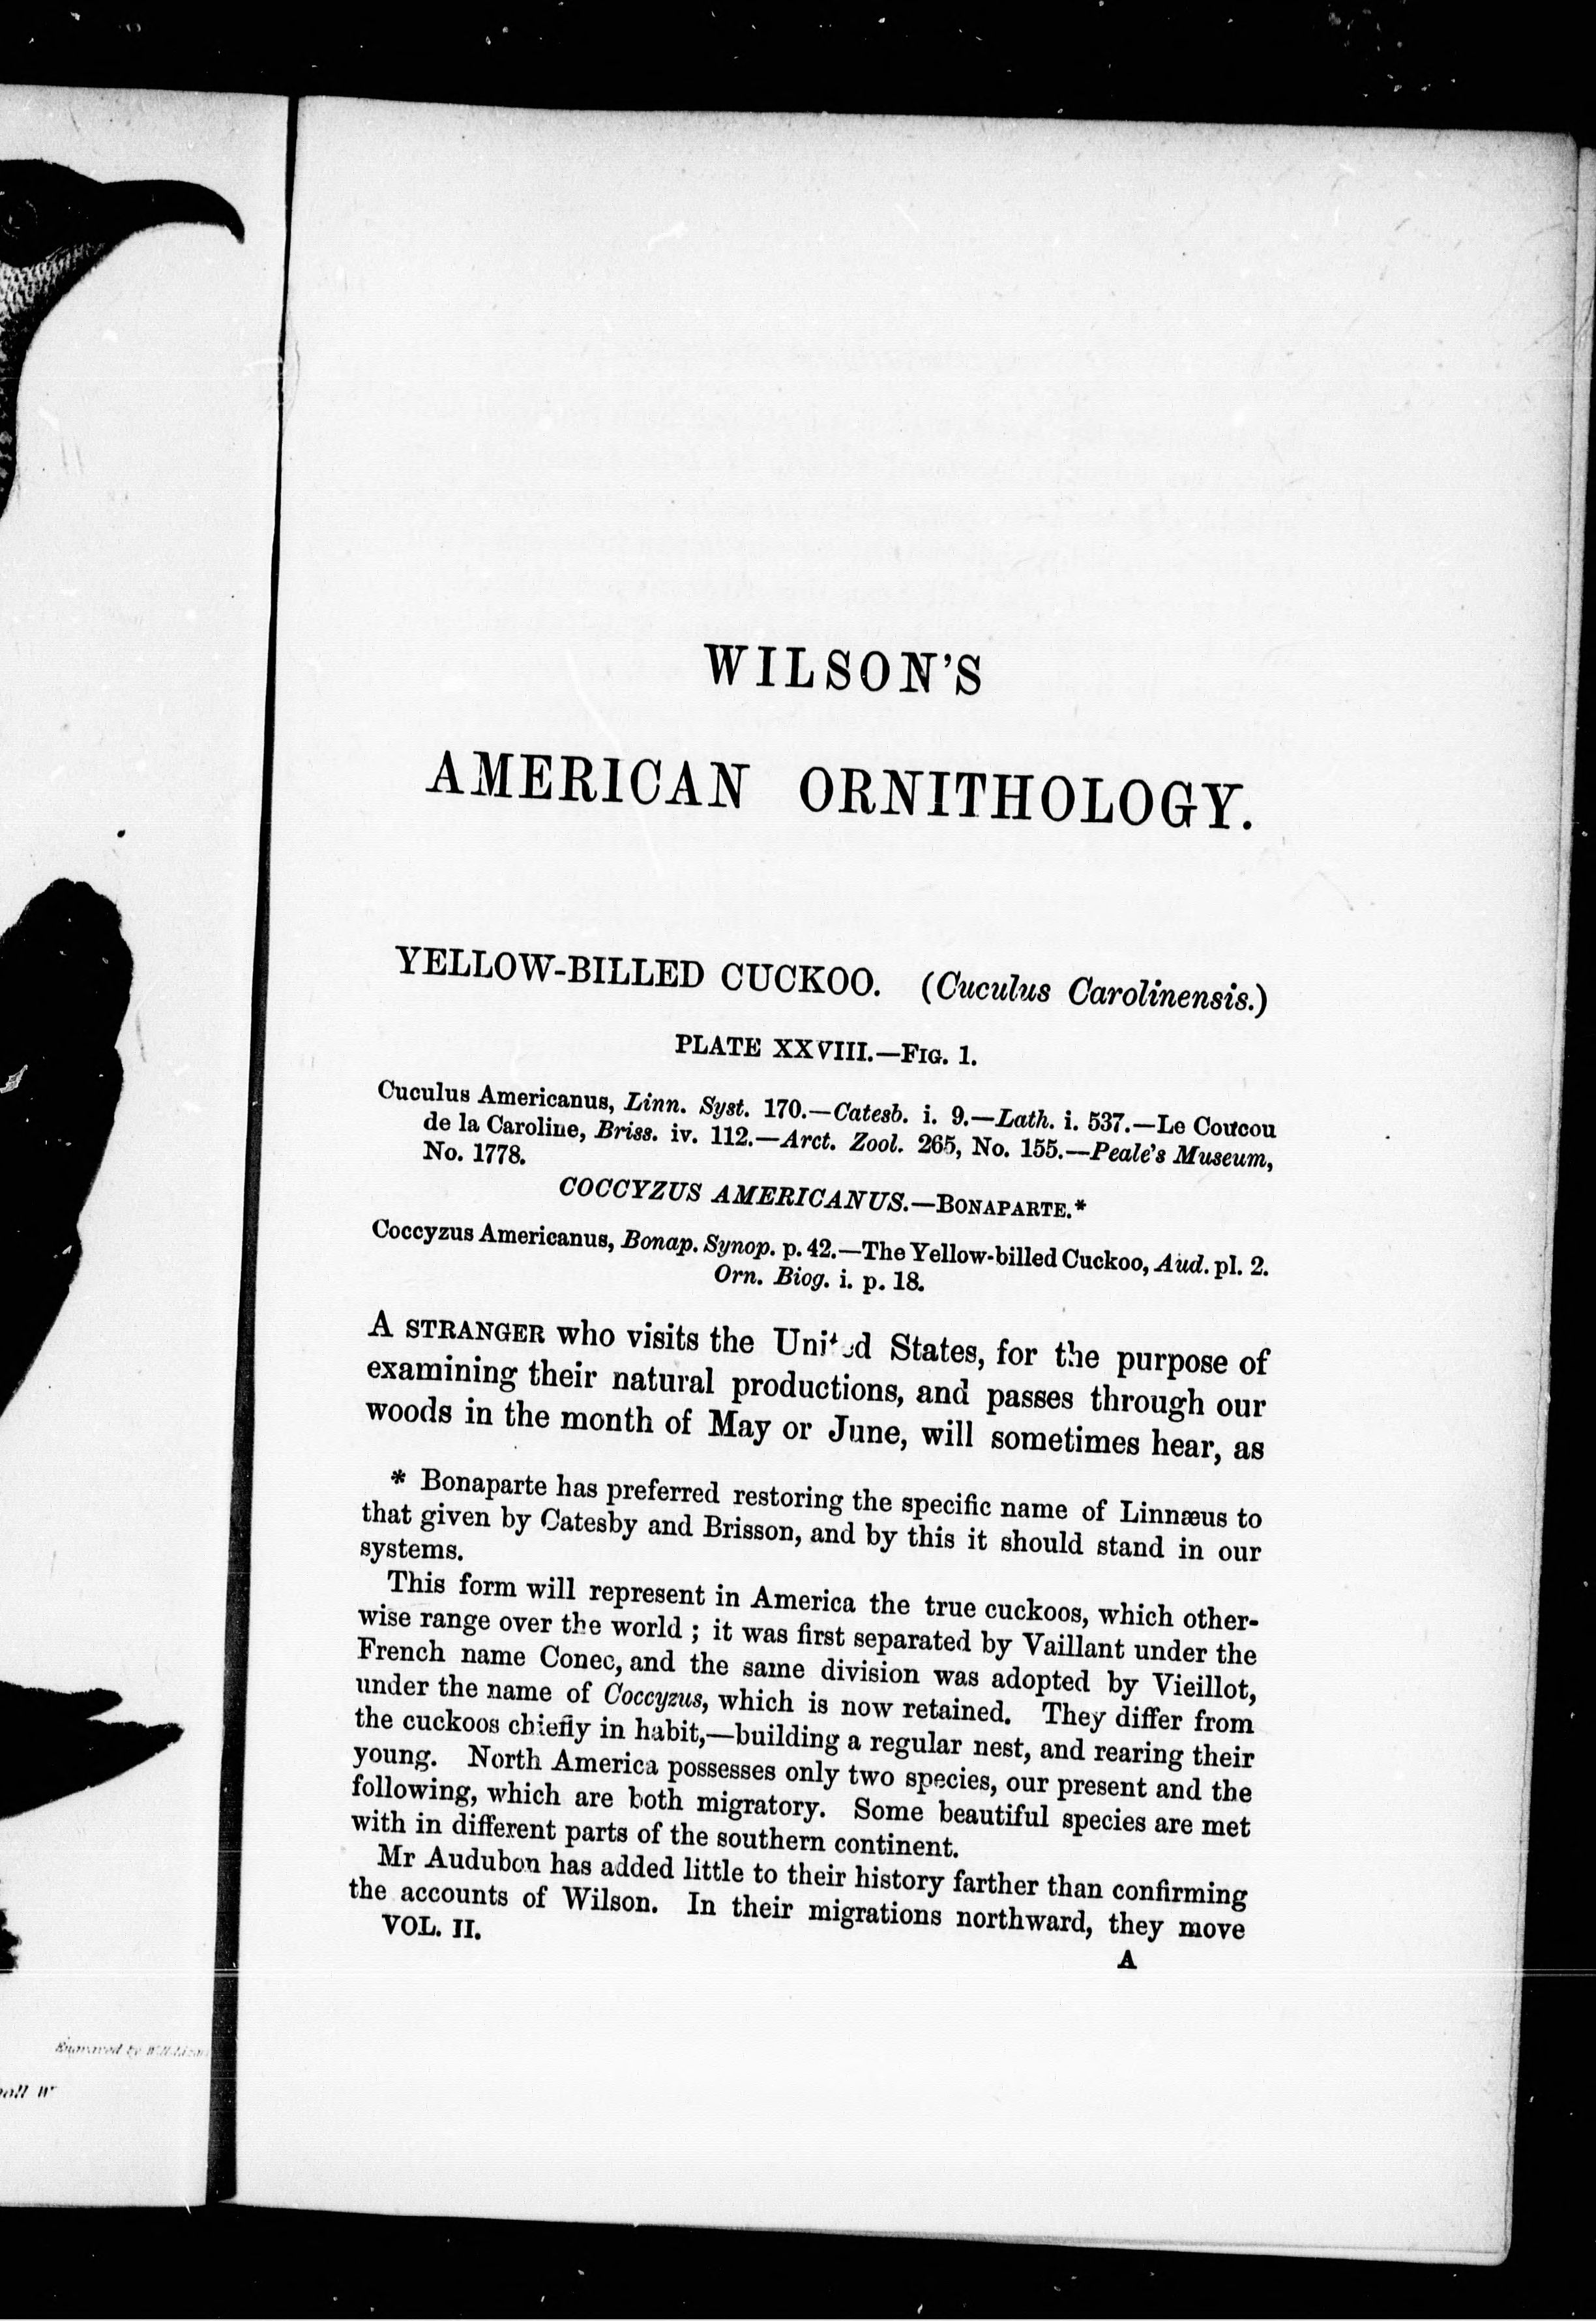 WILSON'S
AMERICAN ORNITHOLOGY.
YELLOW-BILLED CUCKOO. (Cuculus Carolinensis.)
PLATE XXVIII.—FIG. 1.
Cuculus Americanus, Linn. Syst. 170.—Catesb. i. 9.—Lath. i. 537.—Le Coucou
de la Caroline, Briss. iv. 112.—Arct. Zool. 265, No. 155.—Peale's Museum,
No. 1778.
COCCYZUS AMERICANUS.—BONAPARTE.*
Coccyzus Americanus, Bonap. Synop. p. 42.—The Yellow-billed Cuckoo, Aud. pl. 2.
Orn. Biog. i. p. 18.
A STRANGER who visits the United States, for the purpose of
examining their natural productions, and passes through our
woods in the month of May or June, will sometimes hear, as
* Bonaparte has preferred restoring the specific name of Linnæus to
that given by Catesby and Brisson, and by this it should stand in our
systems.
This form will represent in America the true cuckoos, which other-
wise range over the world ; it was first separated by Vaillant under the
French name Conec, and the same division was adopted by Vieillot,
under the name of Coccyzus, which is now retained. They differ from
the cuckoos chiefly in habit,—building a regular nest, and rearing their
young. North America possesses only two species, our present and the
following, which are both migratory. Some beautiful species are met
with in different parts of the southern continent.
Mr Audubon has added little to their history farther than confirming
the accounts of Wilson. In their migrations northward, they move
VOL. II.
A
Engraved by W.H.